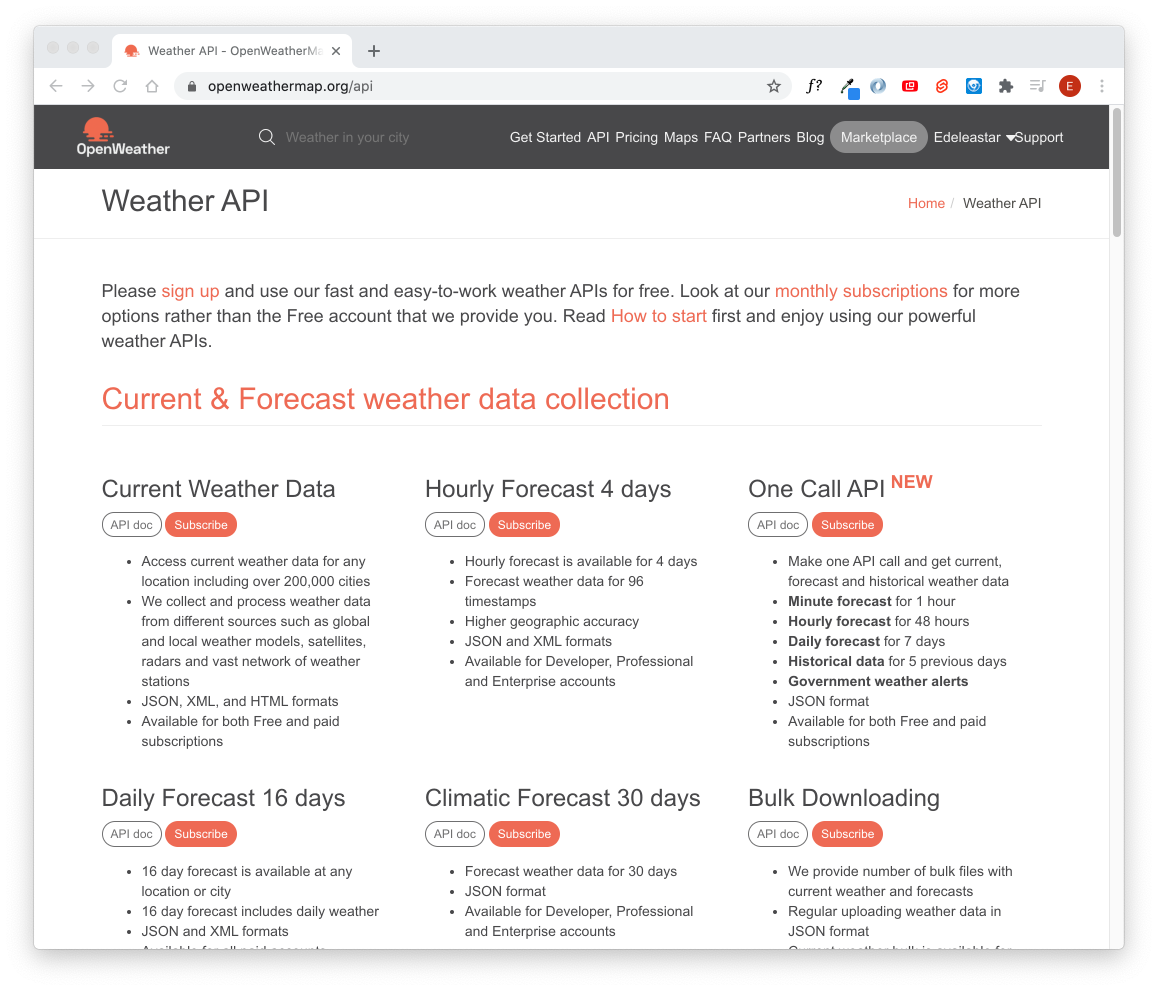 Weather API - OpenWeatherMa
openweathermap.org/api
f?
E
OpenWeather
Weather in your city
Get Started API Pricing Maps FAQ Partners Blog Marketplace Edeleastar Support
Weather API
Home / Weather API
Please sign up and use our fast and easy-to-work weather APIs for free. Look at our monthly subscriptions for more
options rather than the Free account that we provide you. Read How to start first and enjoy using our powerful
weather APIs.
Current & Forecast weather data collection
Current Weather Data
API doc Subscribe
• Access current weather data for any
location including over 200,000 cities
• We collect and process weather data
from different sources such as global
and local weather models, satellites,
radars and vast network of weather
stations
• JSON, XML, and HTML formats
• Available for both Free and paid
subscriptions
Hourly Forecast 4 days
API doc Subscribe
• Hourly forecast is available for 4 days
• Forecast weather data for 96
timestamps
• Higher geographic accuracy
• JSON and XML formats
• Available for Developer, Professional
and Enterprise accounts
One Call API NEW
API doc Subscribe
• Make one API call and get current,
forecast and historical weather data
• Minute forecast for 1 hour
• Hourly forecast for 48 hours
• Daily forecast for 7 days
• Historical data for 5 previous days
• Government weather alerts
• JSON format
• Available for both Free and paid
subscriptions
Daily Forecast 16 days
API doc Subscribe
• 16 day forecast is available at any
location or city
• 16 day forecast includes daily weather
• JSON and XML formats
• Available for all paid accounts
Climatic Forecast 30 days
API doc Subscribe
• Forecast weather data for 30 days
• JSON format
• Available for Developer, Professional
and Enterprise accounts
Bulk Downloading
API doc Subscribe
• We provide number of bulk files with
current weather and forecasts
• Regular uploading weather data in
JSON format
• Current weather bulk is available for